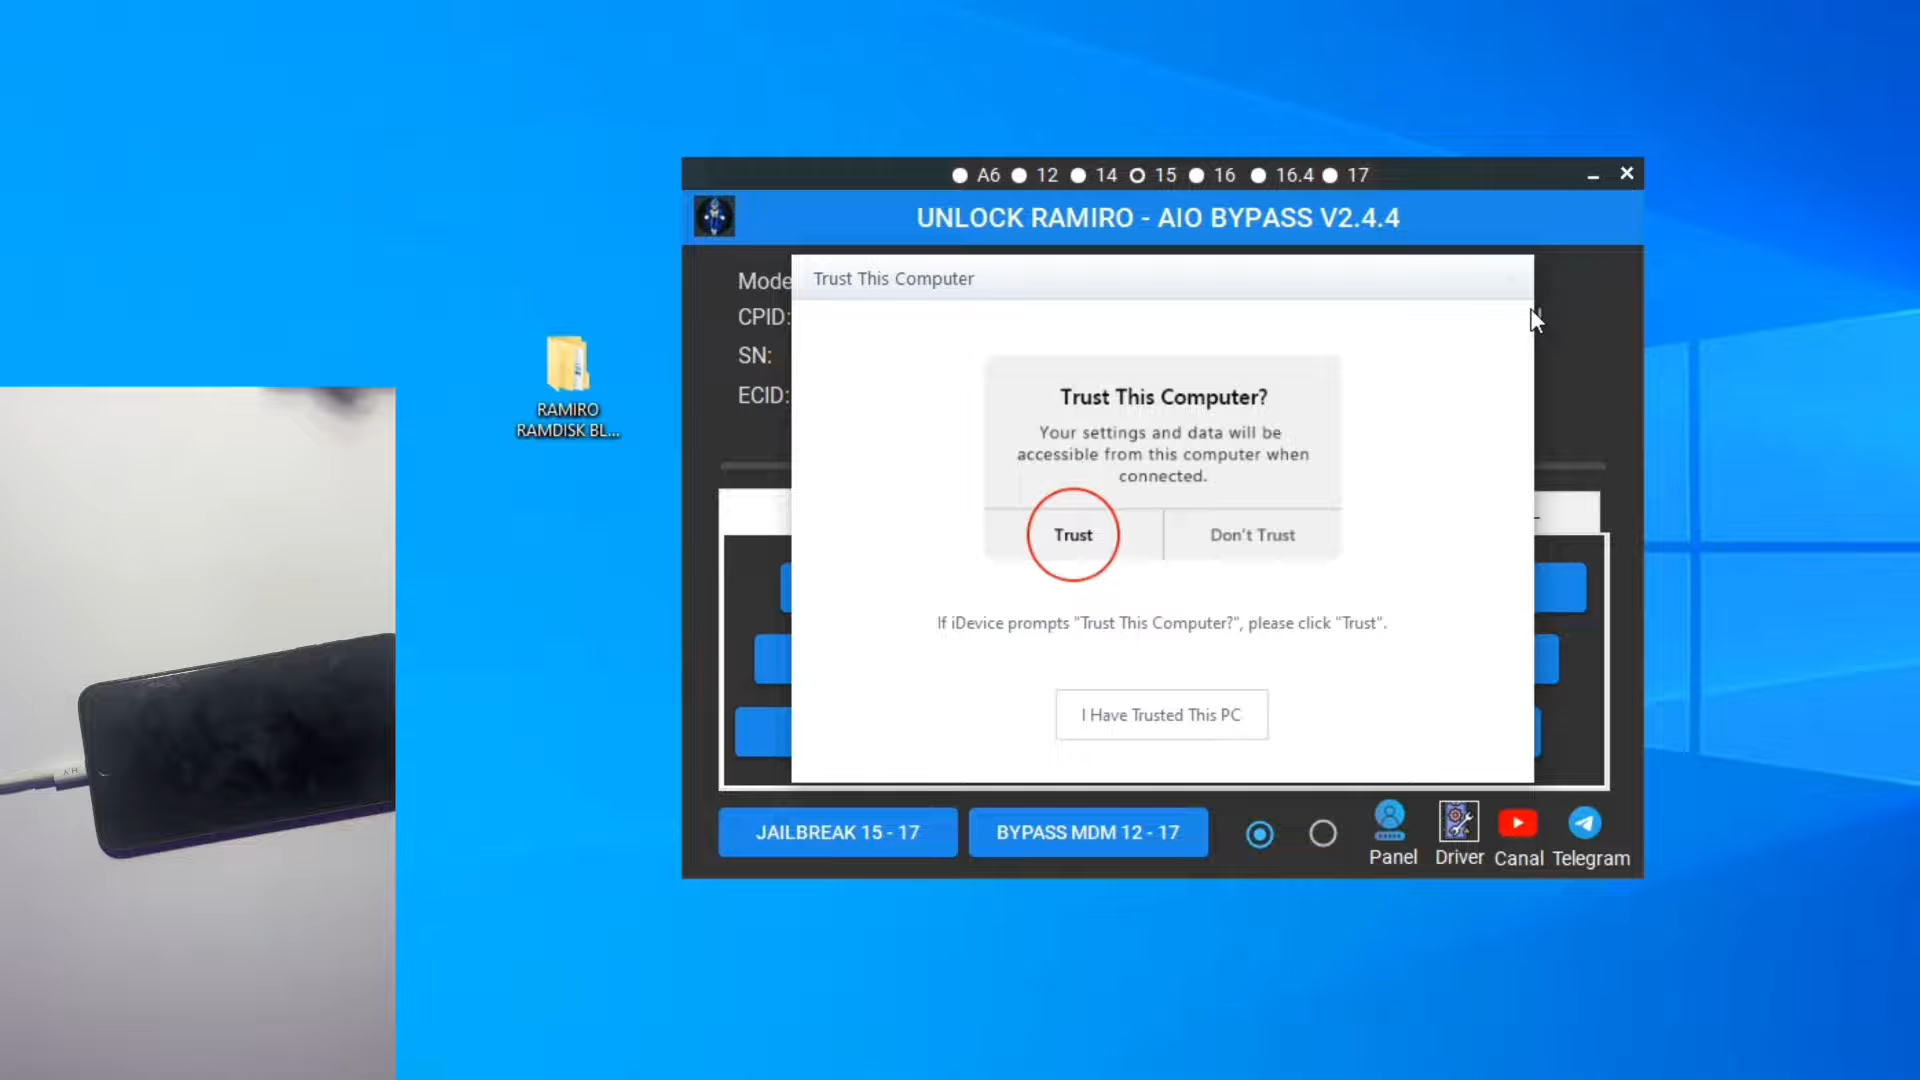 A6 12 14 15 16 16.4 17
UNLOCK RAMIRO - AIO BYPASS V2.4.4
Mode
Trust This Computer
CPID:
SN:
ECID:
RAMIRO
RAMDISK BL...
Trust This Computer?
Your settings and data will be
accessible from this computer when
connected.
Trust
Don't Trust
If iDevice prompts "Trust This Computer?", please click "Trust".
I Have Trusted This PC
JAILBREAK 15 - 17
BYPASS MDM 12 - 17
Panel
Driver
Canal
Telegram